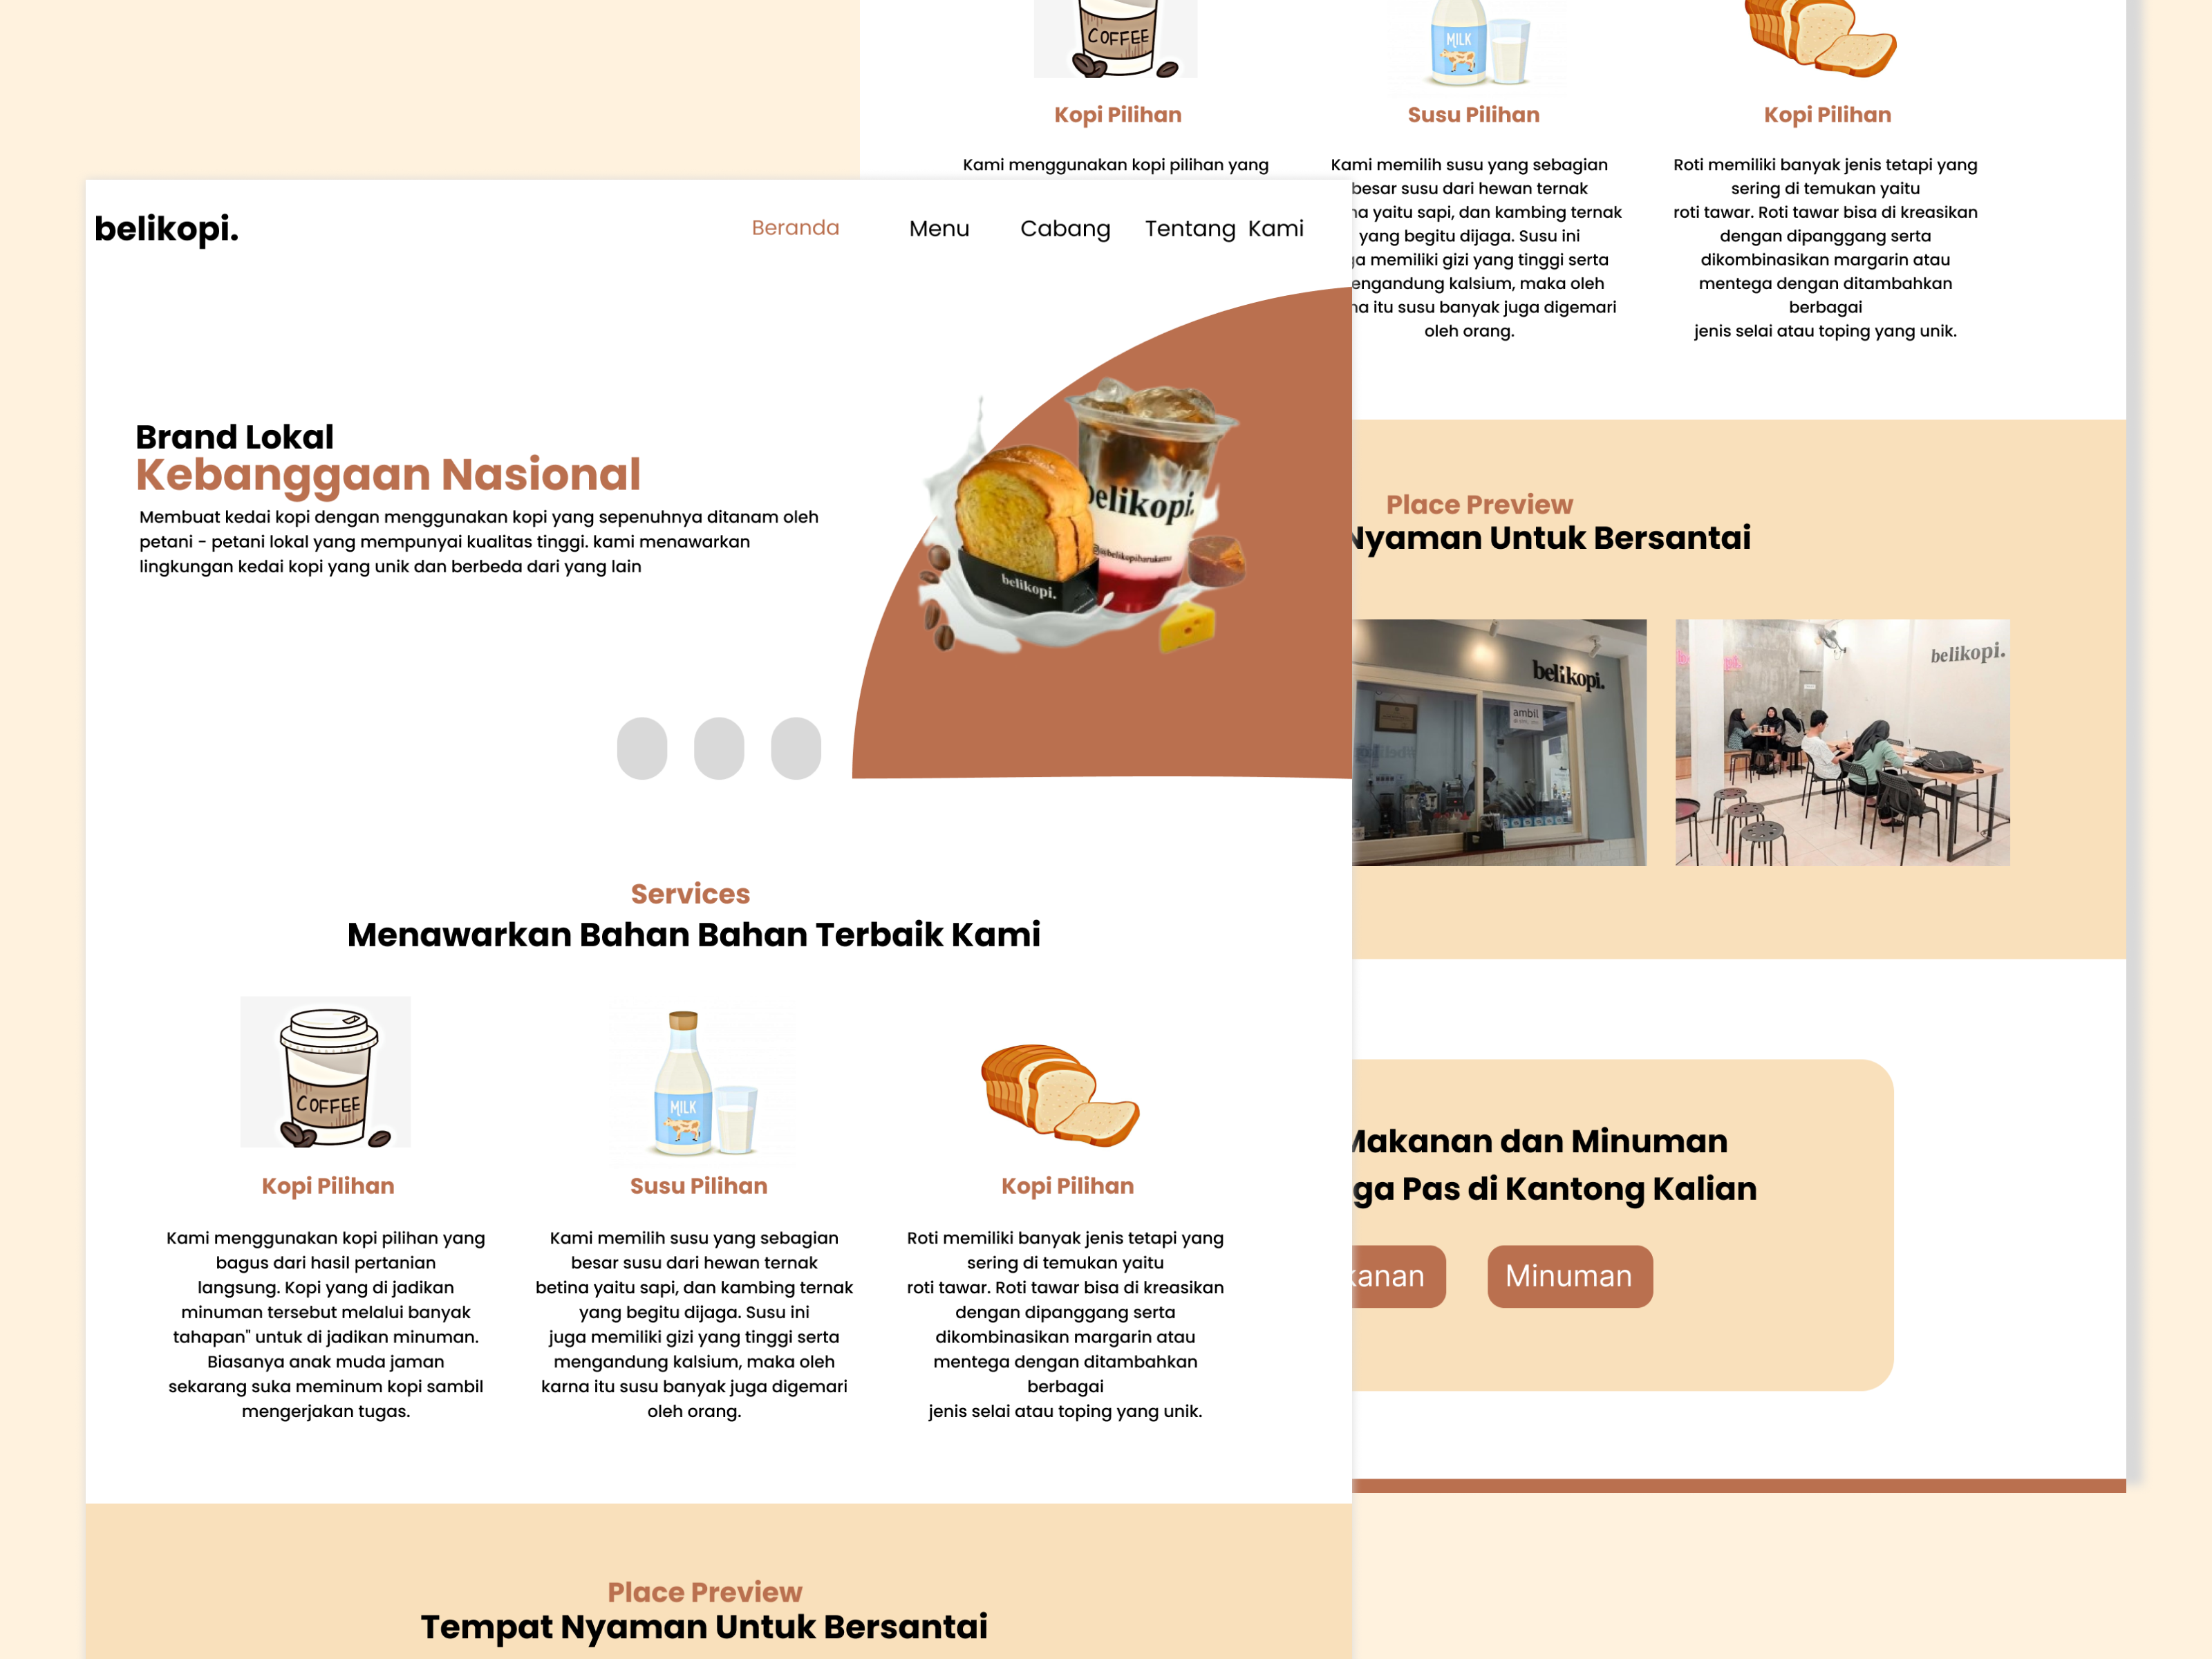 belikopi.
Beranda
Menu
Cabang
Tentang Kami
Brand Lokal
Kebanggaan Nasional
Membuat kedai kopi dengan menggunakan kopi yang sepenuhnya ditanam oleh
petani - petani lokal yang mempunyai kualitas tinggi. kami menawarkan
lingkungan kedai kopi yang unik dan berbeda dari yang lain
belikopi.
belikopi.
Services
Menawarkan Bahan Bahan Terbaik Kami
COFFEE
Kopi Pilihan
Kami menggunakan kopi pilihan yang
bagus dari hasil pertanian
langsung. Kopi yang di jadikan
minuman tersebut melalui banyak
tahapan" untuk di jadikan minuman.
Biasanya anak muda jaman
sekarang suka meminum kopi sambil
mengerjakan tugas.
MILK
Susu Pilihan
Kami memilih susu yang sebagian
besar susu dari hewan ternak
betina yaitu sapi, dan kambing ternak
yang begitu dijaga. Susu ini
juga memiliki gizi yang tinggi serta
mengandung kalsium, maka oleh
karna itu susu banyak juga digemari
oleh orang.
Kopi Pilihan
Roti memiliki banyak jenis tetapi yang
sering di temukan yaitu
roti tawar. Roti tawar bisa di kreasikan
dengan dipanggang serta
dikombinasikan margarin atau
mentega dengan ditambahkan
berbagai
jenis selai atau toping yang unik.
Place Preview
Tempat Nyaman Untuk Bersantai
COFFEE
Kopi Pilihan
Kami menggunakan kopi pilihan yang
MILK
Susu Pilihan
Kami memilih susu yang sebagian
besar susu dari hewan ternak
na yaitu sapi, dan kambing ternak
yang begitu dijaga. Susu ini
ga memiliki gizi yang tinggi serta
engandung kalsium, maka oleh
na itu susu banyak juga digemari
oleh orang.
Kopi Pilihan
Roti memiliki banyak jenis tetapi yang
sering di temukan yaitu
roti tawar. Roti tawar bisa di kreasikan
dengan dipanggang serta
dikombinasikan margarin atau
mentega dengan ditambahkan
berbagai
jenis selai atau toping yang unik.
Place Preview
Nyaman Untuk Bersantai
belikopi.
ambil
belikopi.
Makanan dan Minuman
ga Pas di Kantong Kalian
kanan
Minuman